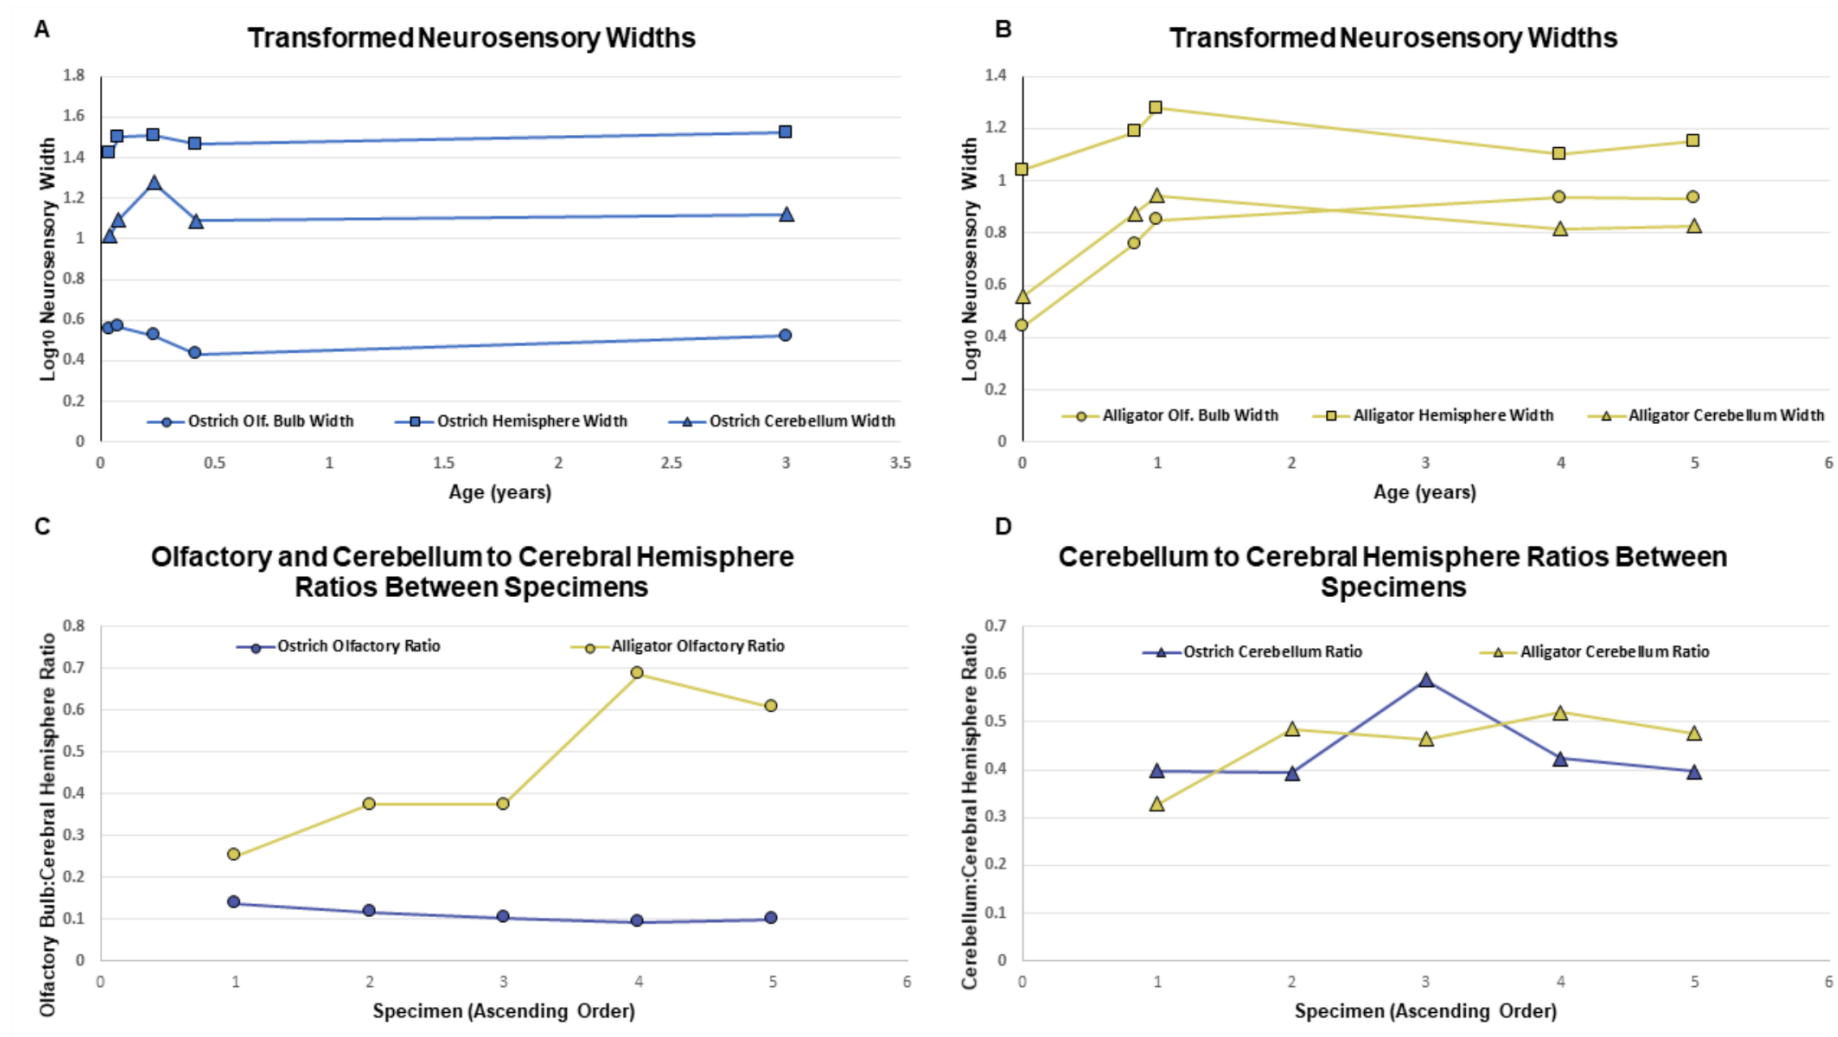 A
Transformed Neurosensory Widths
Log10 Neurosensory Width
1.8
1.6
1.4
1.2
1
0.8
0.6
0.4
0.2
0
Ostrich Olf. Bulb Width
Ostrich Hemisphere Width
Ostrich Cerebellum Width
0 0.5 1 1.5 2 2.5 3 3.5
Age (years)
B
Transformed Neurosensory Widths
Log10 Neurosensory Width
1.4
1.2
1
0.8
0.6
0.4
0.2
0
Alligator Olf. Bulb Width
Alligator Hemisphere Width
Alligator Cerebellum Width
0 1 2 3 4 5 6
Age (years)
C
Olfactory and Cerebellum to Cerebral Hemisphere
Ratios Between Specimens
Olfactory Bulb:Cerebral Hemisphere Ratio
0.8
0.7
0.6
0.5
0.4
0.3
0.2
0.1
0
Ostrich Olfactory Ratio
Alligator Olfactory Ratio
0 1 2 3 4 5 6
Specimen (Ascending Order)
D
Cerebellum to Cerebral Hemisphere Ratios Between
Specimens
Cerebellum:Cerebral Hemisphere Ratio
0.7
0.6
0.5
0.4
0.3
0.2
0.1
0
Ostrich Cerebellum Ratio
Alligator Cerebellum Ratio
0 1 2 3 4 5 6
Specimen (Ascending Order)